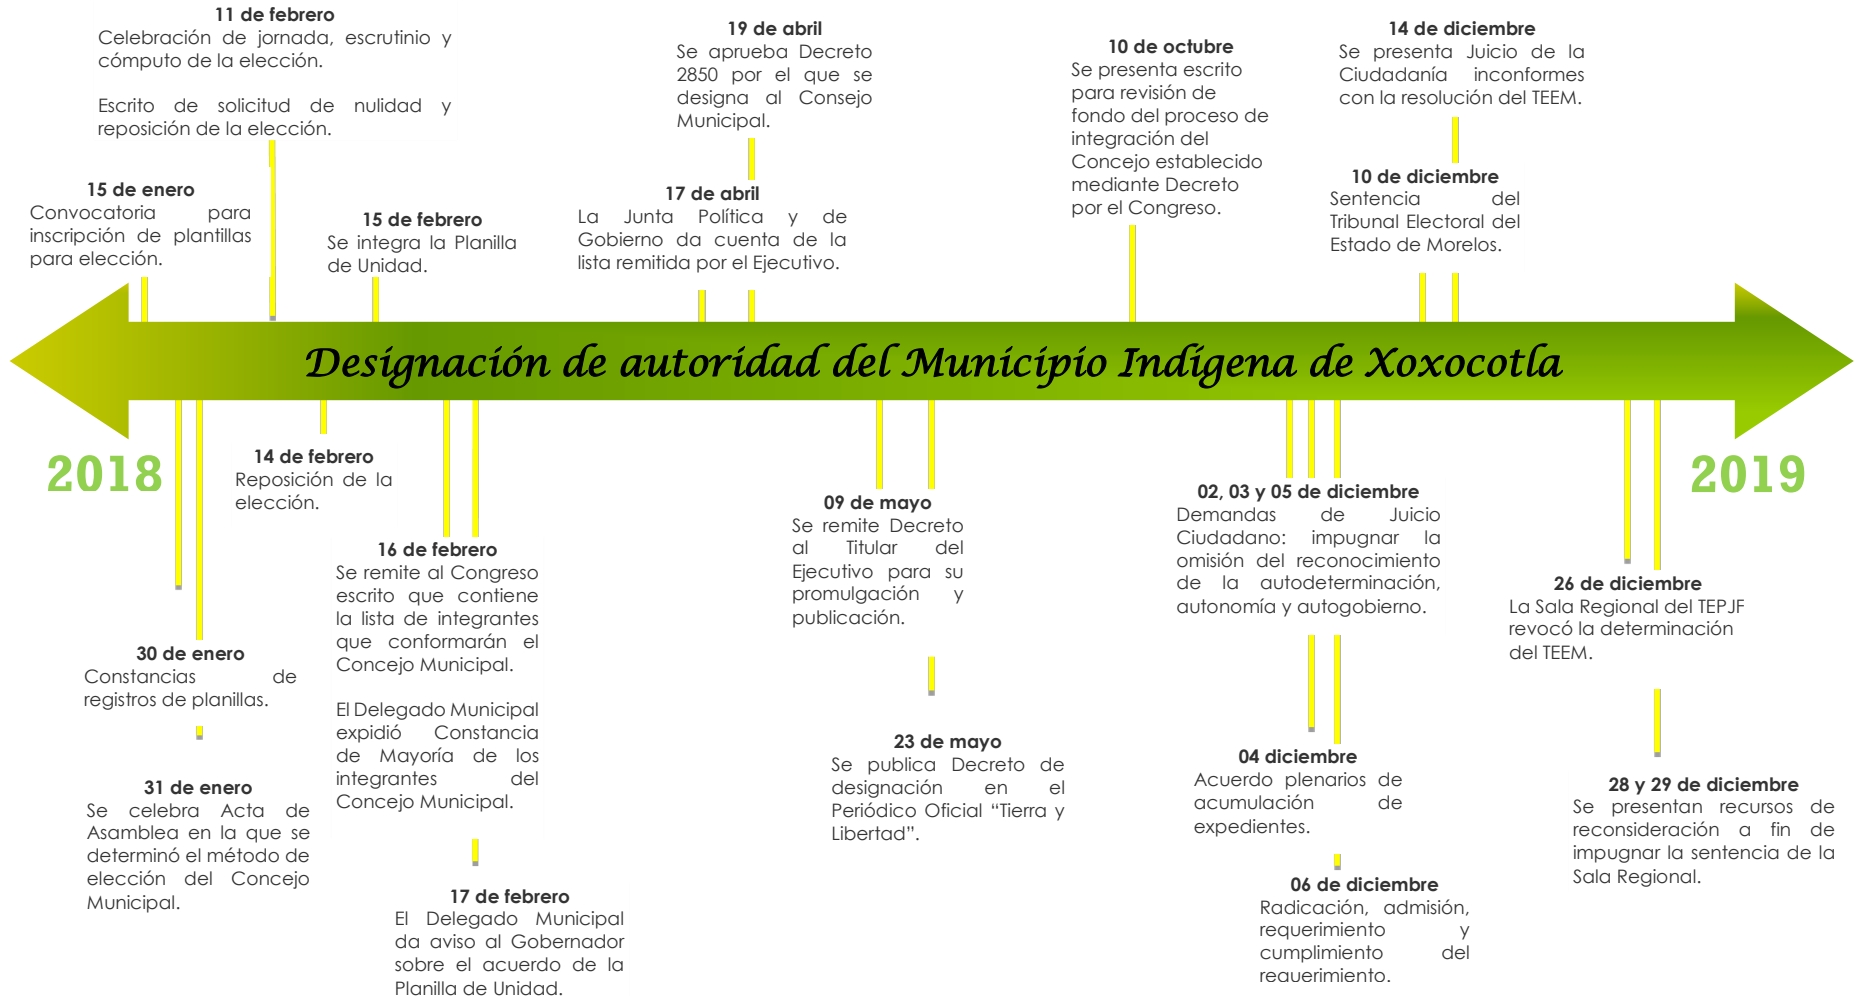 11 de febrero
Celebración de jornada, escrutinio y
cómputo de la elección.
Escrito de solicitud de nulidad y
reposición de la elección.
15 de enero
Convocatoria para
inscripción de plantillas
para elección.
15 de febrero
Se integra la Planilla
de Unidad.
19 de abril
Se aprueba Decreto
2850 por el que se
designa al Consejo
Municipal.
17 de abril
La Junta Política y de
Gobierno da cuenta de la
lista remitida por el Ejecutivo.
10 de octubre
Se presenta escrito
para revisión de
fondo del proceso de
integración del
Concejo establecido
mediante Decreto
por el Congreso.
14 de diciembre
Se presenta Juicio de la
Ciudadanía inconformes
con la resolución del TEEM.
10 de diciembre
Sentencia del
Tribunal Electoral del
Estado de Morelos.
Designación de autoridad del Municipio Indígena de Xoxocotla
2018
2019
14 de febrero
Reposición de la
elección.
30 de enero
Constancias de
registros de planillas.
31 de enero
Se celebra Acta de
Asamblea en la que se
determinó el método de
elección del Concejo
Municipal.
16 de febrero
Se remite al Congreso
escrito que contiene
la lista de integrantes
que conformarán el
Concejo Municipal.
El Delegado Municipal
expidió Constancia
de Mayoría de los
integrantes del
Concejo Municipal.
17 de febrero
El Delegado Municipal
da aviso al Gobernador
sobre el acuerdo de la
Planilla de Unidad.
09 de mayo
Se remite Decreto
al Titular del
Ejecutivo para su
promulgación y
publicación.
23 de mayo
Se publica Decreto de
designación en el
Periódico Oficial “Tierra y
Libertad”.
02, 03 y 05 de diciembre
Demandas de Juicio
Ciudadano: impugnar la
omisión del reconocimiento
de la autodeterminación,
autonomía y autogobierno.
04 diciembre
Acuerdo plenarios de
acumulación de
expedientes.
06 de diciembre
Radicación, admisión,
requerimiento y
cumplimiento del
requerimiento.
26 de diciembre
La Sala Regional del TEPJF
revocó la determinación
del TEEM.
28 y 29 de diciembre
Se presentan recursos de
reconsideración a fin de
impugnar la sentencia de la
Sala Regional.